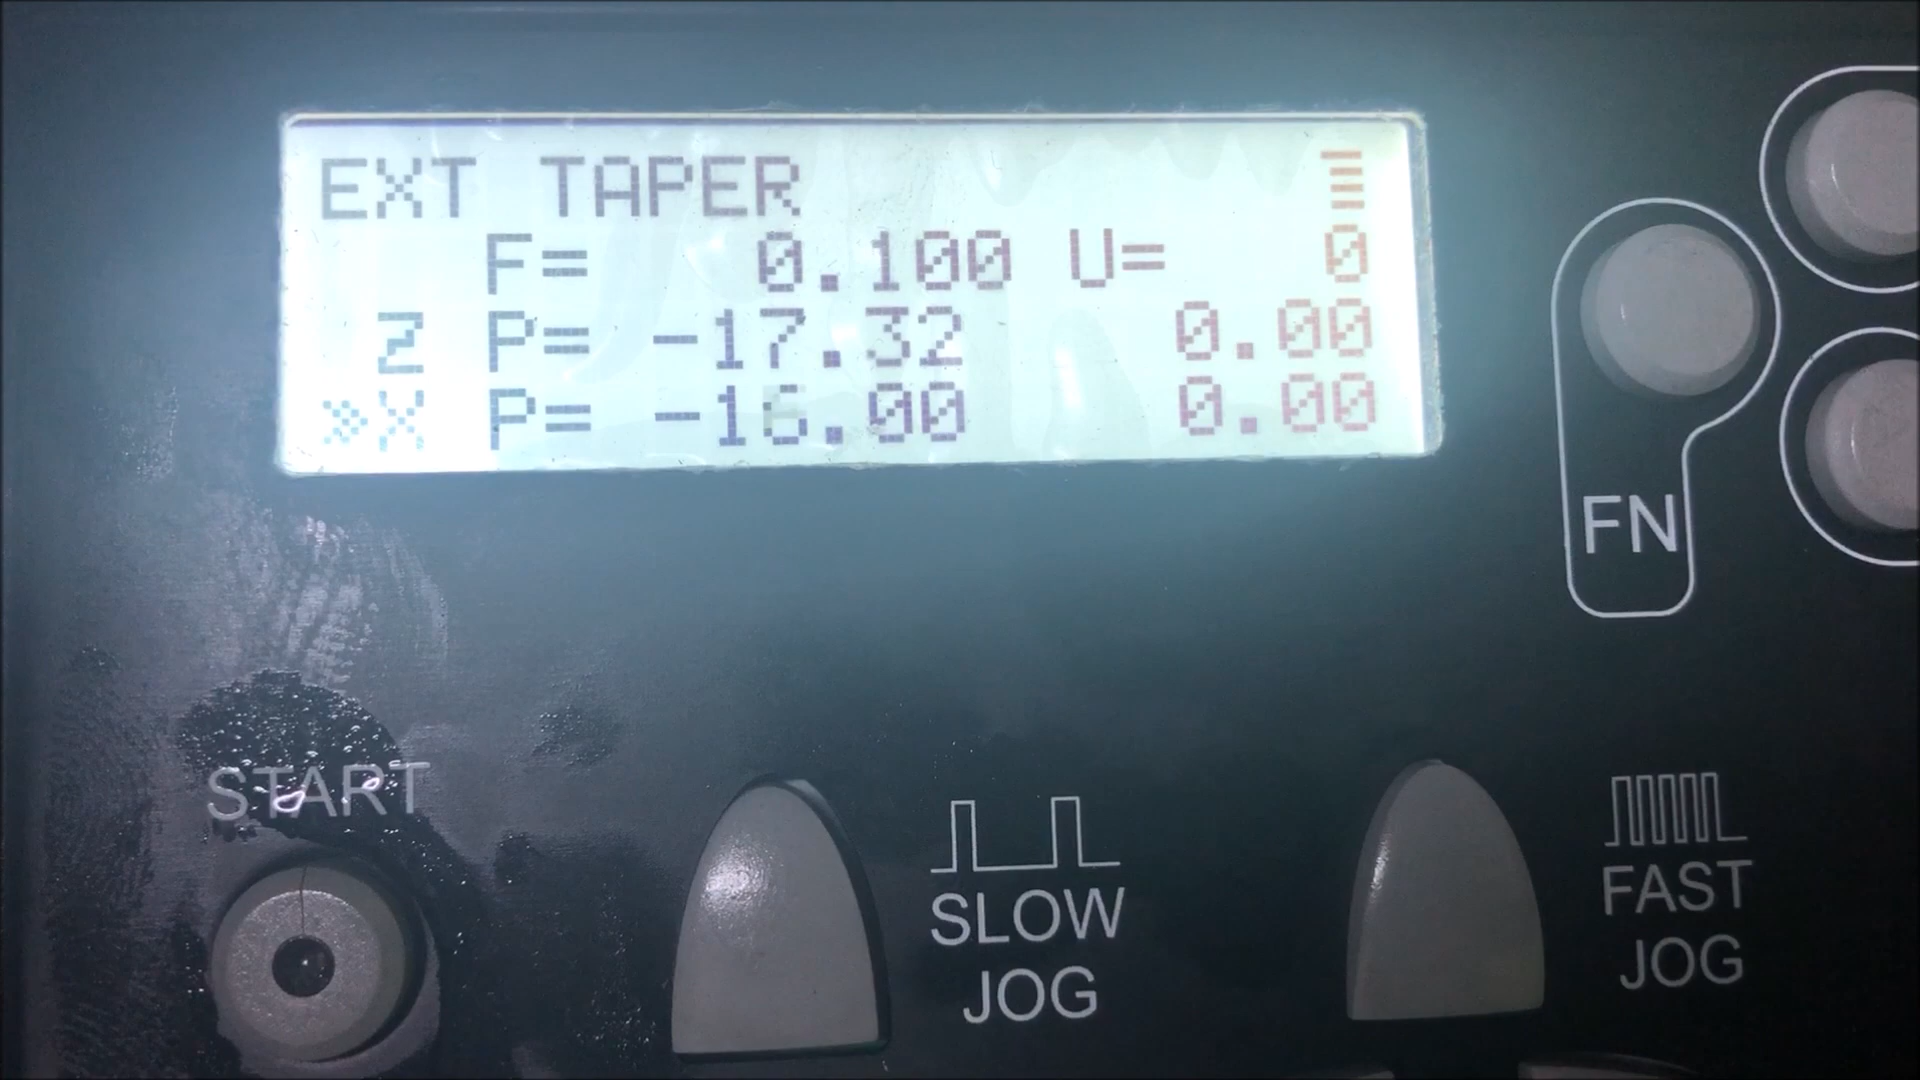 EXT TAPER
F= 0.100 U= 0
Z P= -17.32 0.00
»X P= -16.00 0.00
FN
START
SLOW
JOG
FAST
JOG